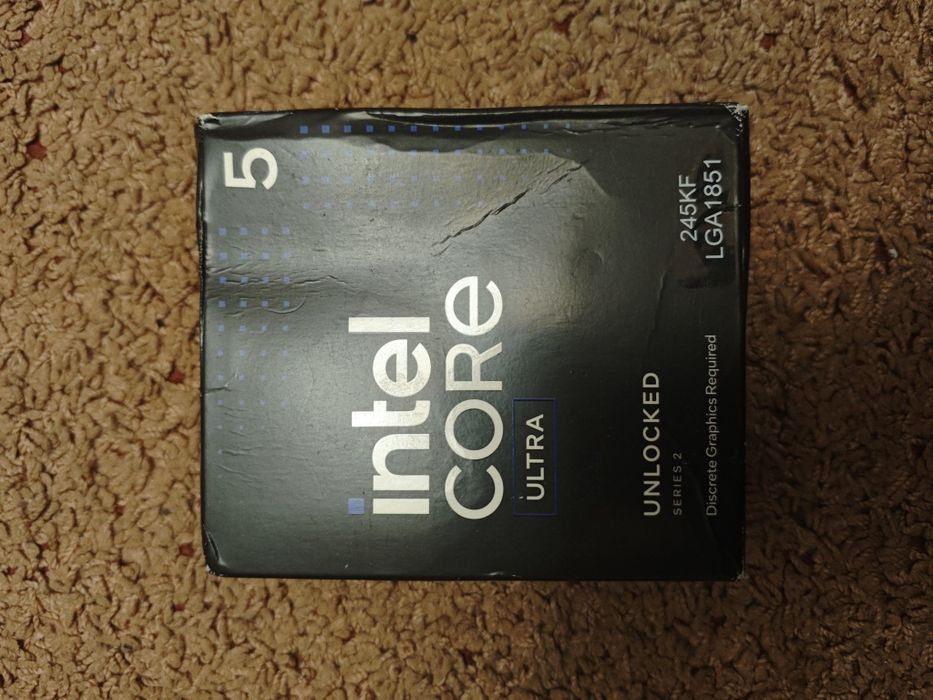 5
intel
CORE
ULTRA
UNLOCKED
SERIES 2
Discrete Graphics Required
245KF
LGA1851